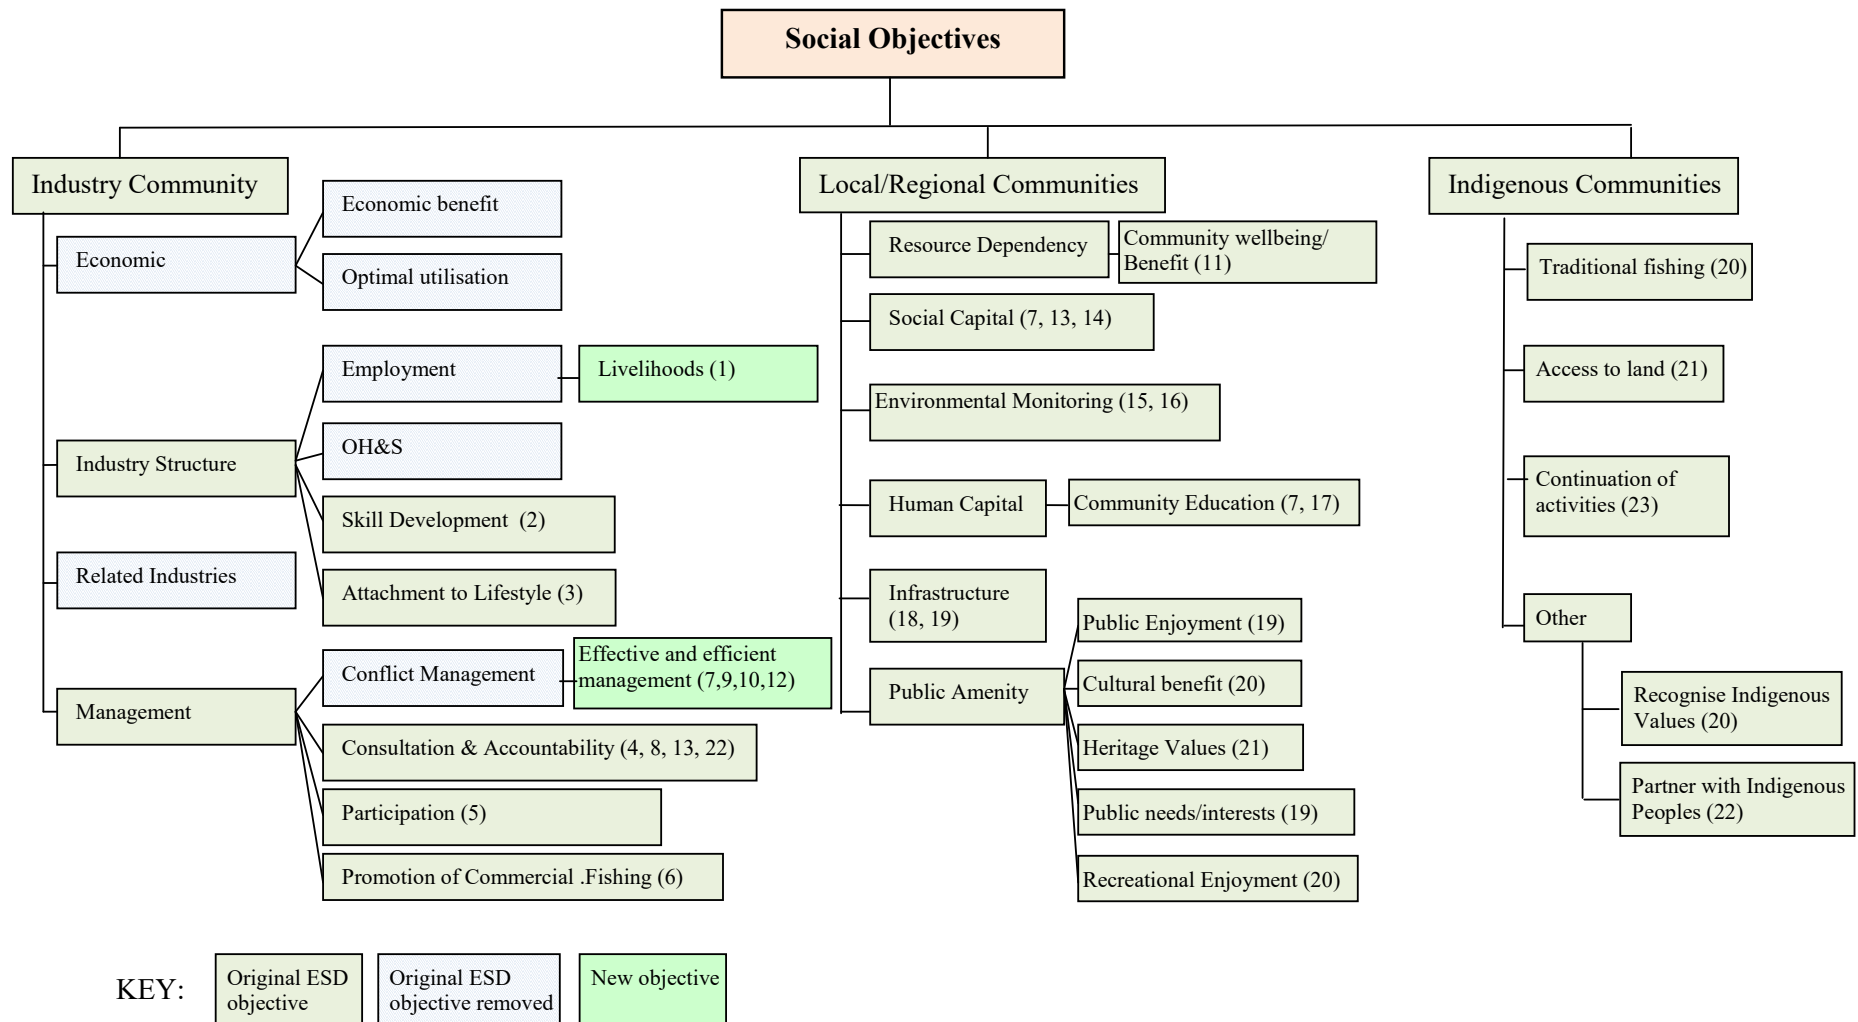 Social Objectives
Industry Community
Economic
Economic benefit
Optimal utilisation
Industry Structure
Employment
Livelihoods (1)
OH&S
Skill Development (2)
Attachment to Lifestyle (3)
Related Industries
Management
Conflict Management
Effective and efficient
management (7,9,10,12)
Consultation & Accountability (4, 8, 13, 22)
Participation (5)
Promotion of Commercial .Fishing (6)
Local/Regional Communities
Resource Dependency
Community wellbeing/
Benefit (11)
Social Capital (7, 13, 14)
Environmental Monitoring (15, 16)
Human Capital
Community Education (7, 17)
Infrastructure
(18, 19)
Public Amenity
Public Enjoyment (19)
Cultural benefit (20)
Heritage Values (21)
Public needs/interests (19)
Recreational Enjoyment (20)
Indigenous Communities
Traditional fishing (20)
Access to land (21)
Continuation of
activities (23)
Other
Recognise Indigenous
Values (20)
Partner with Indigenous
Peoples (22)
KEY:
Original ESD
objective
Original ESD
objective removed
New objective